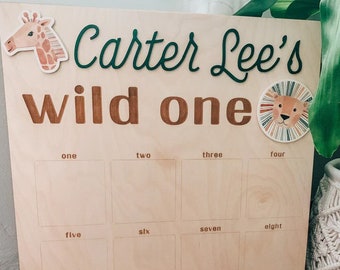 Carter Lee's
wild one
one two three four
five six seven eight